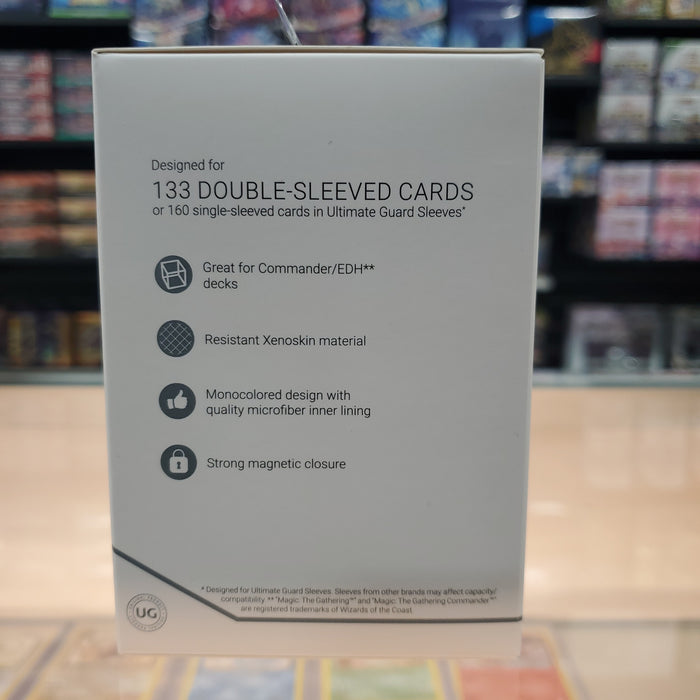 Designed for
133 DOUBLE-SLEEVED CARDS
or 160 single-sleeved cards in Ultimate Guard Sleeves*
Great for Commander/EDH**
decks
Resistant Xenoskin material
Monocolored design with
quality microfiber inner lining
Strong magnetic closure
* Designed for Ultimate Guard Sleeves. Sleeves from other brands may affect capacity/
compatibility. ** "Magic: The Gathering™" and "Magic: The Gathering Commander™"
are registered trademarks of Wizards of the Coast.
UG